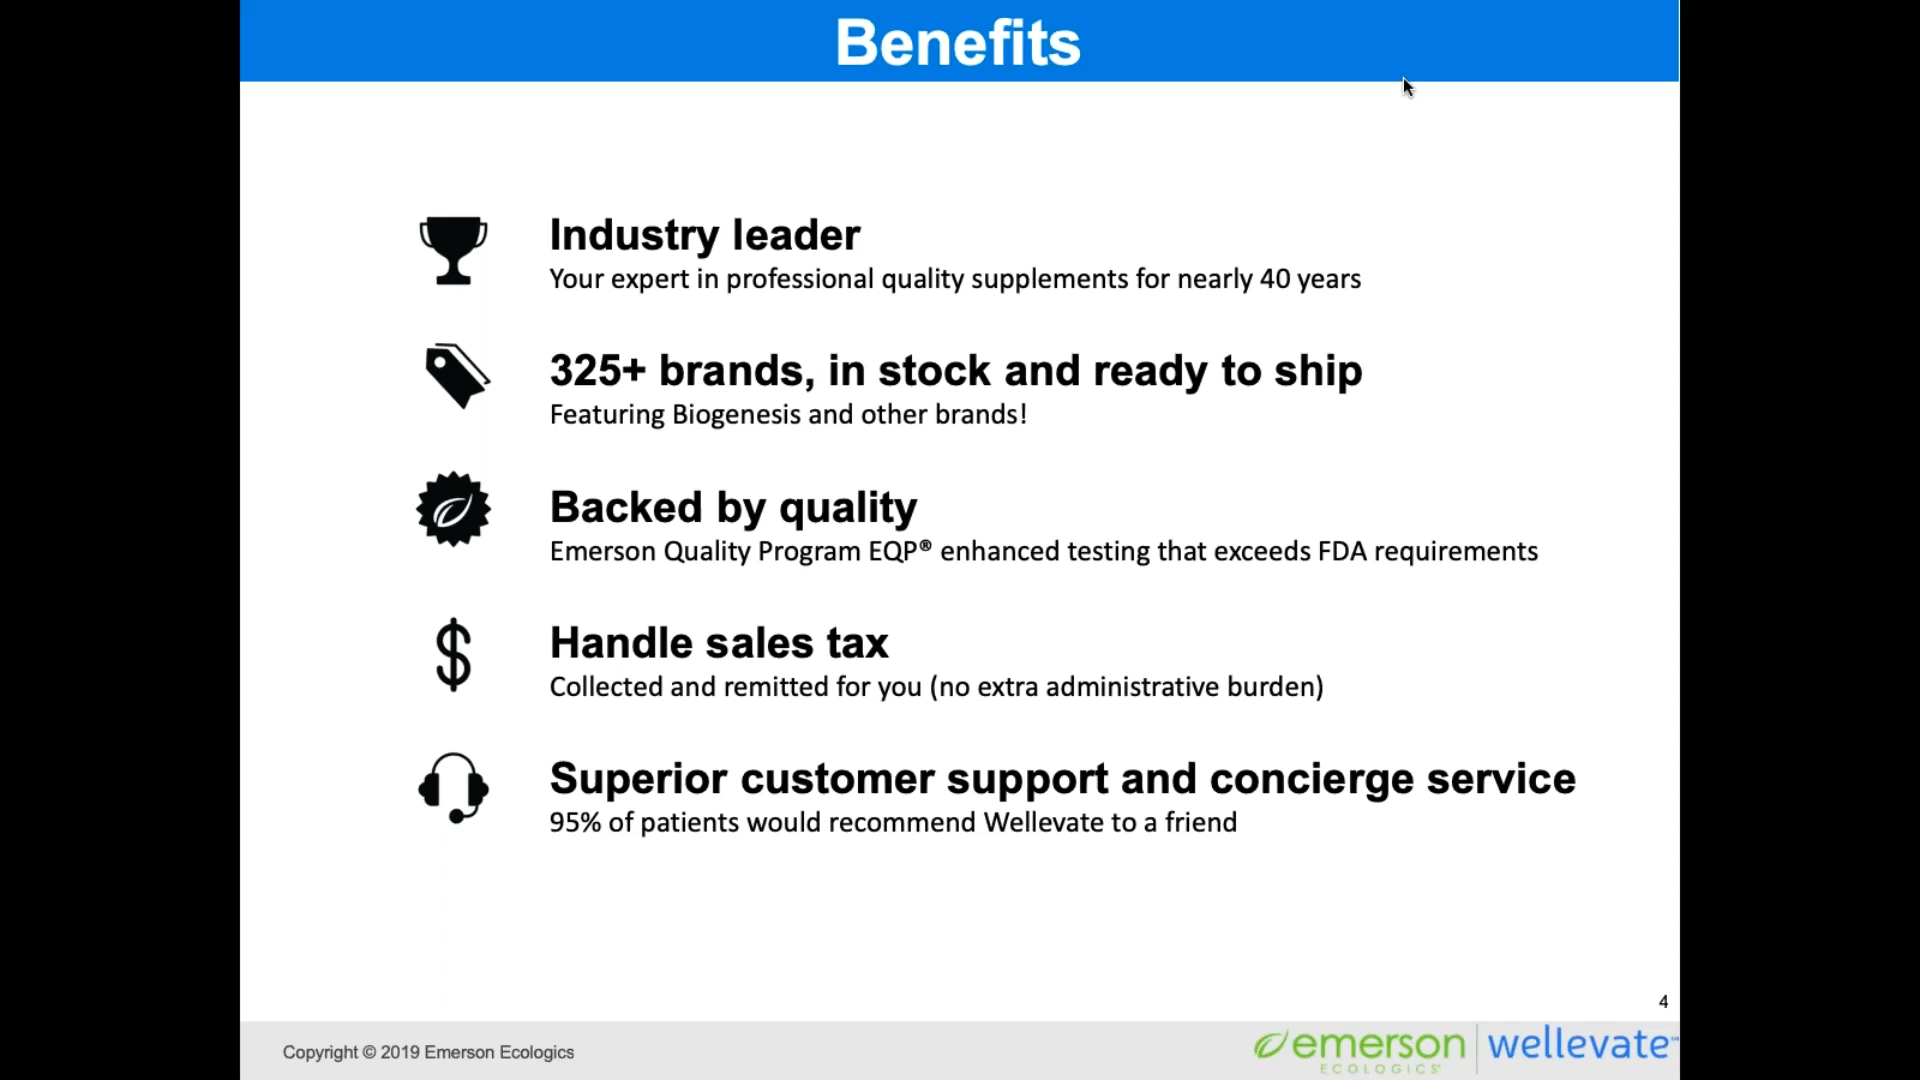 Benefits
Industry leader
Your expert in professional quality supplements for nearly 40 years
325+ brands, in stock and ready to ship
Featuring Biogenesis and other brands!
Backed by quality
Emerson Quality Program EQP® enhanced testing that exceeds FDA requirements
Handle sales tax
Collected and remitted for you (no extra administrative burden)
Superior customer support and concierge service
95% of patients would recommend Wellevate to a friend
4
Copyright © 2019 Emerson Ecologics
emerson
ECOLOGICS
wellevate℠